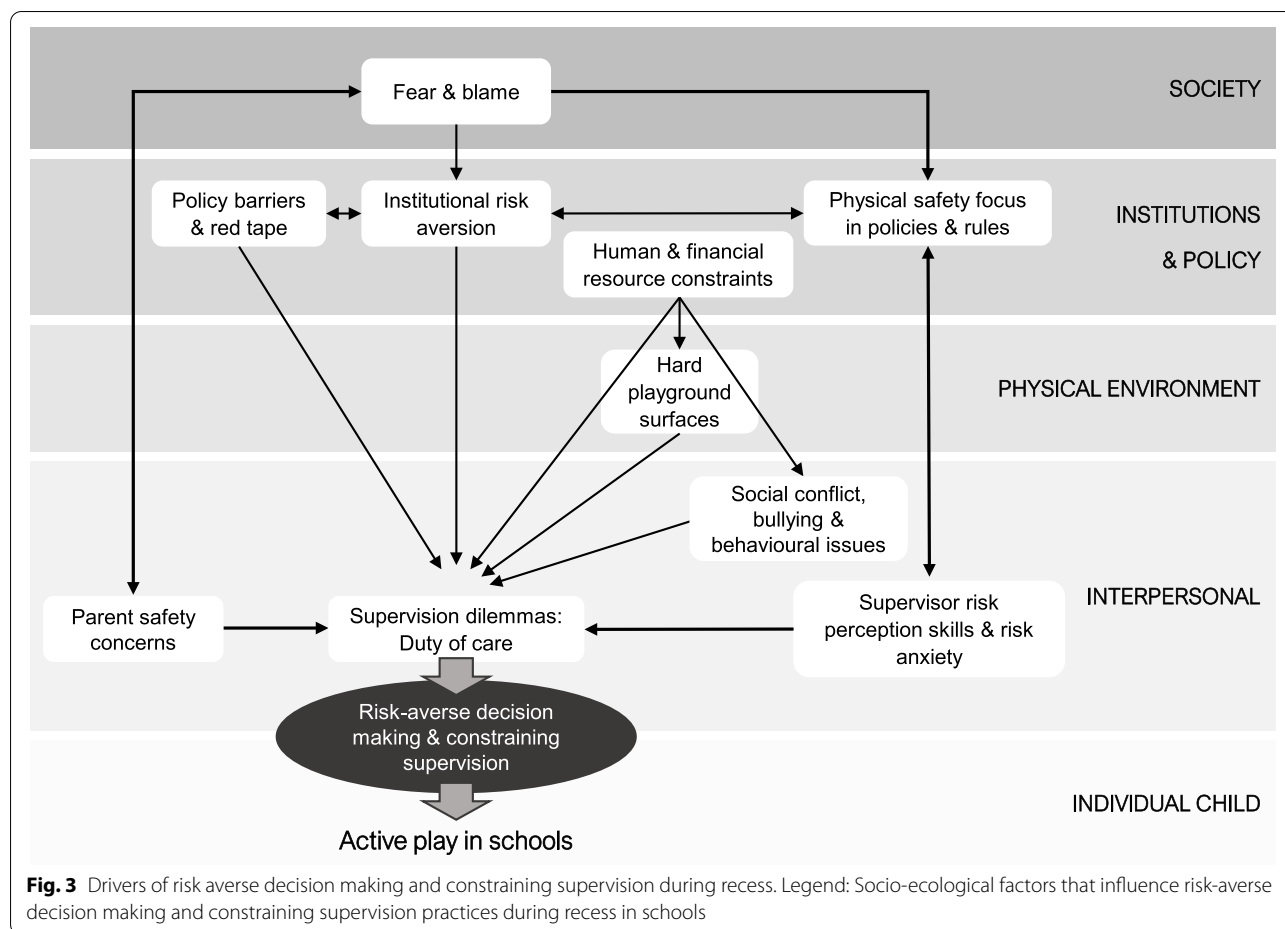 Fear & blame
SOCIETY
Policy barriers
& red tape
Institutional risk
aversion
Physical safety focus
in policies & rules
INSTITUTIONS
& POLICY
Human & financial
resource constraints
Hard
playground
surfaces
PHYSICAL ENVIRONMENT
Social conflict,
bullying &
behavioural issues
Parent safety
concerns
Supervision dilemmas:
Duty of care
Supervisor risk
perception skills & risk
anxiety
INTERPERSONAL
Risk-averse decision
making & constraining
supervision
INDIVIDUAL CHILD
Active play in schools
Fig. 3 Drivers of risk averse decision making and constraining supervision during recess. Legend: Socio-ecological factors that influence risk-averse
decision making and constraining supervision practices during recess in schools